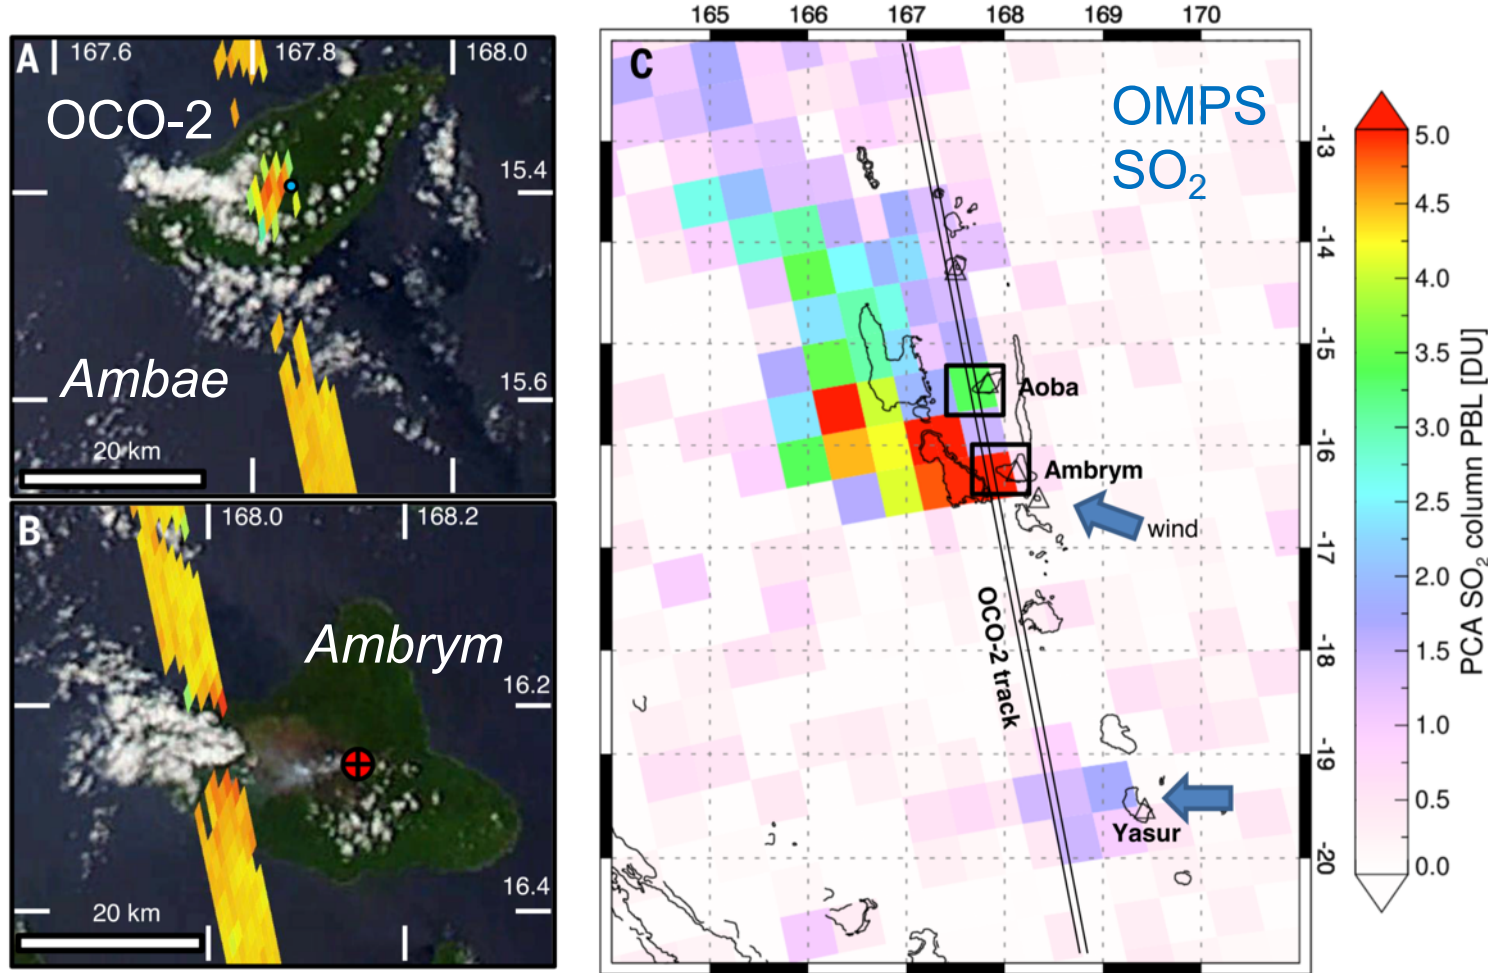 A
167.6
167.8
168.0
OCO-2
15.4
Ambae
15.6
20 km
B
168.0
168.2
Ambrym
16.2
16.4
20 km
165
166
167
168
169
170
C
OMPS
SO₂
-13
-14
-15
-16
-17
-18
-19
-20
Aoba
Ambrym
wind
OCO-2 track
Yasur
5.0
4.5
4.0
3.5
3.0
2.5
2.0
1.5
1.0
0.5
0.0
PCA SO₂ column PBL [DU]